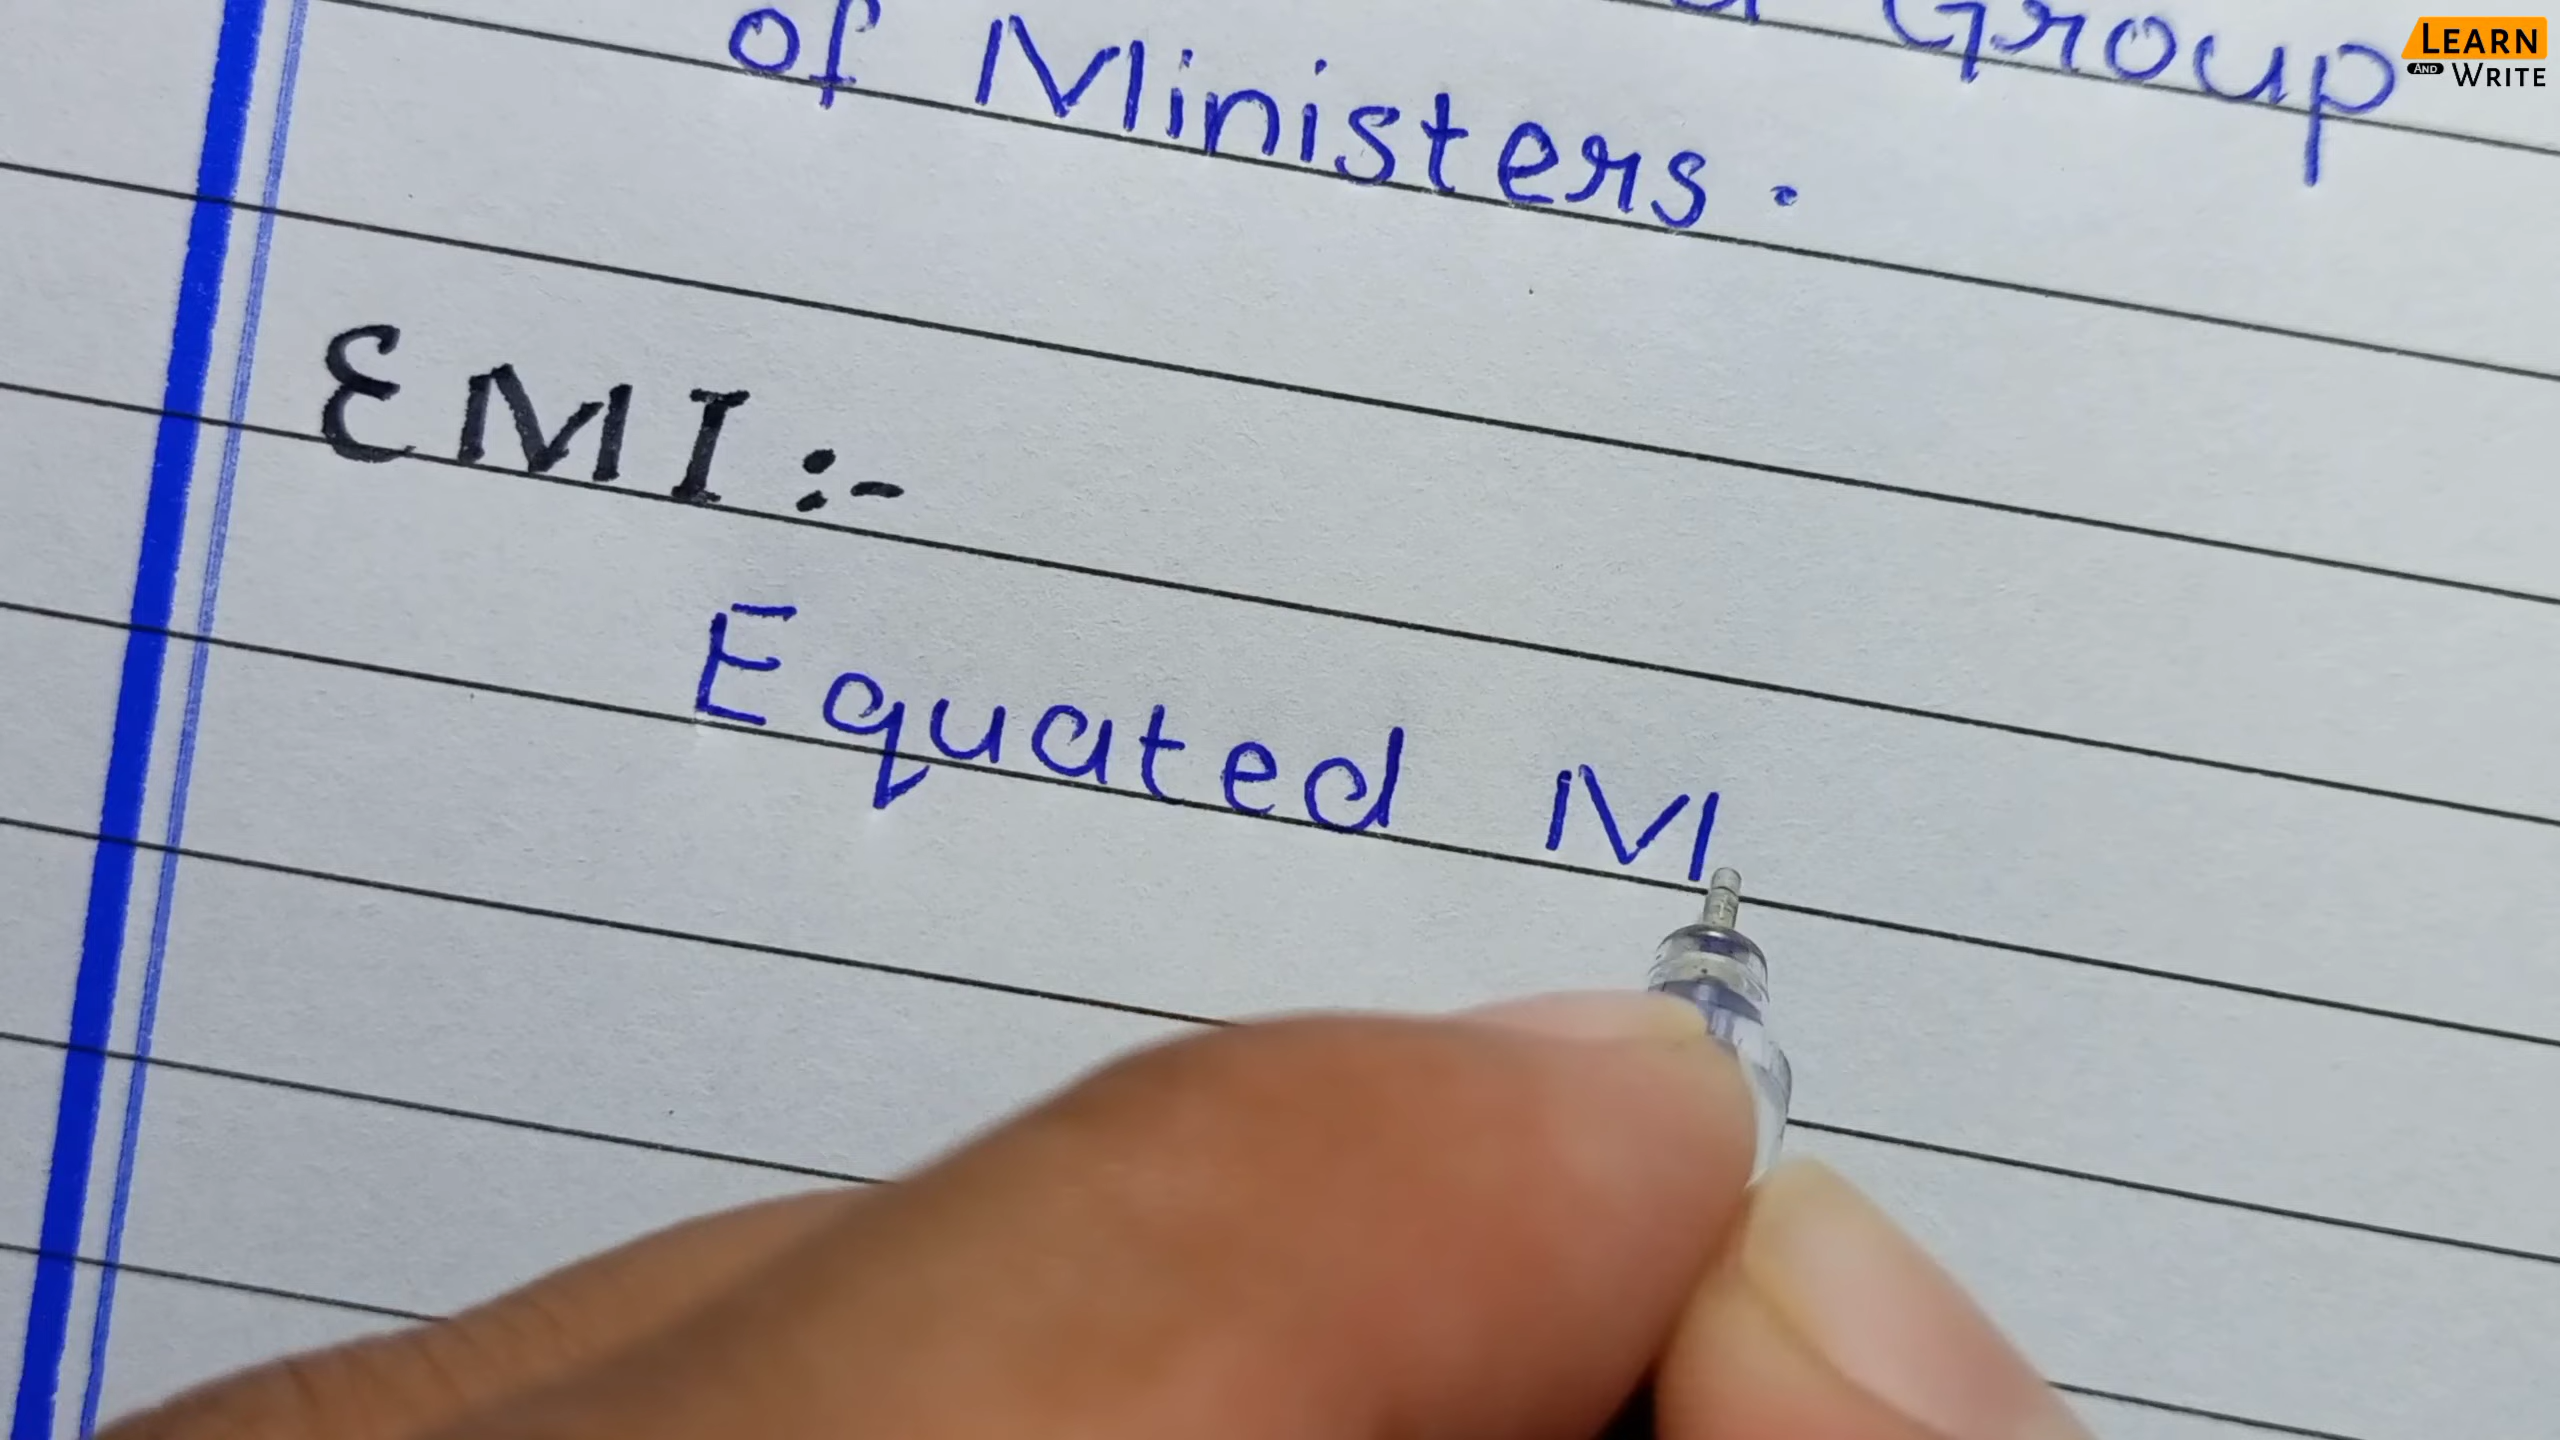 Group
of Ministers.
EMI:-
Equated M
LEARN
AND WRITE